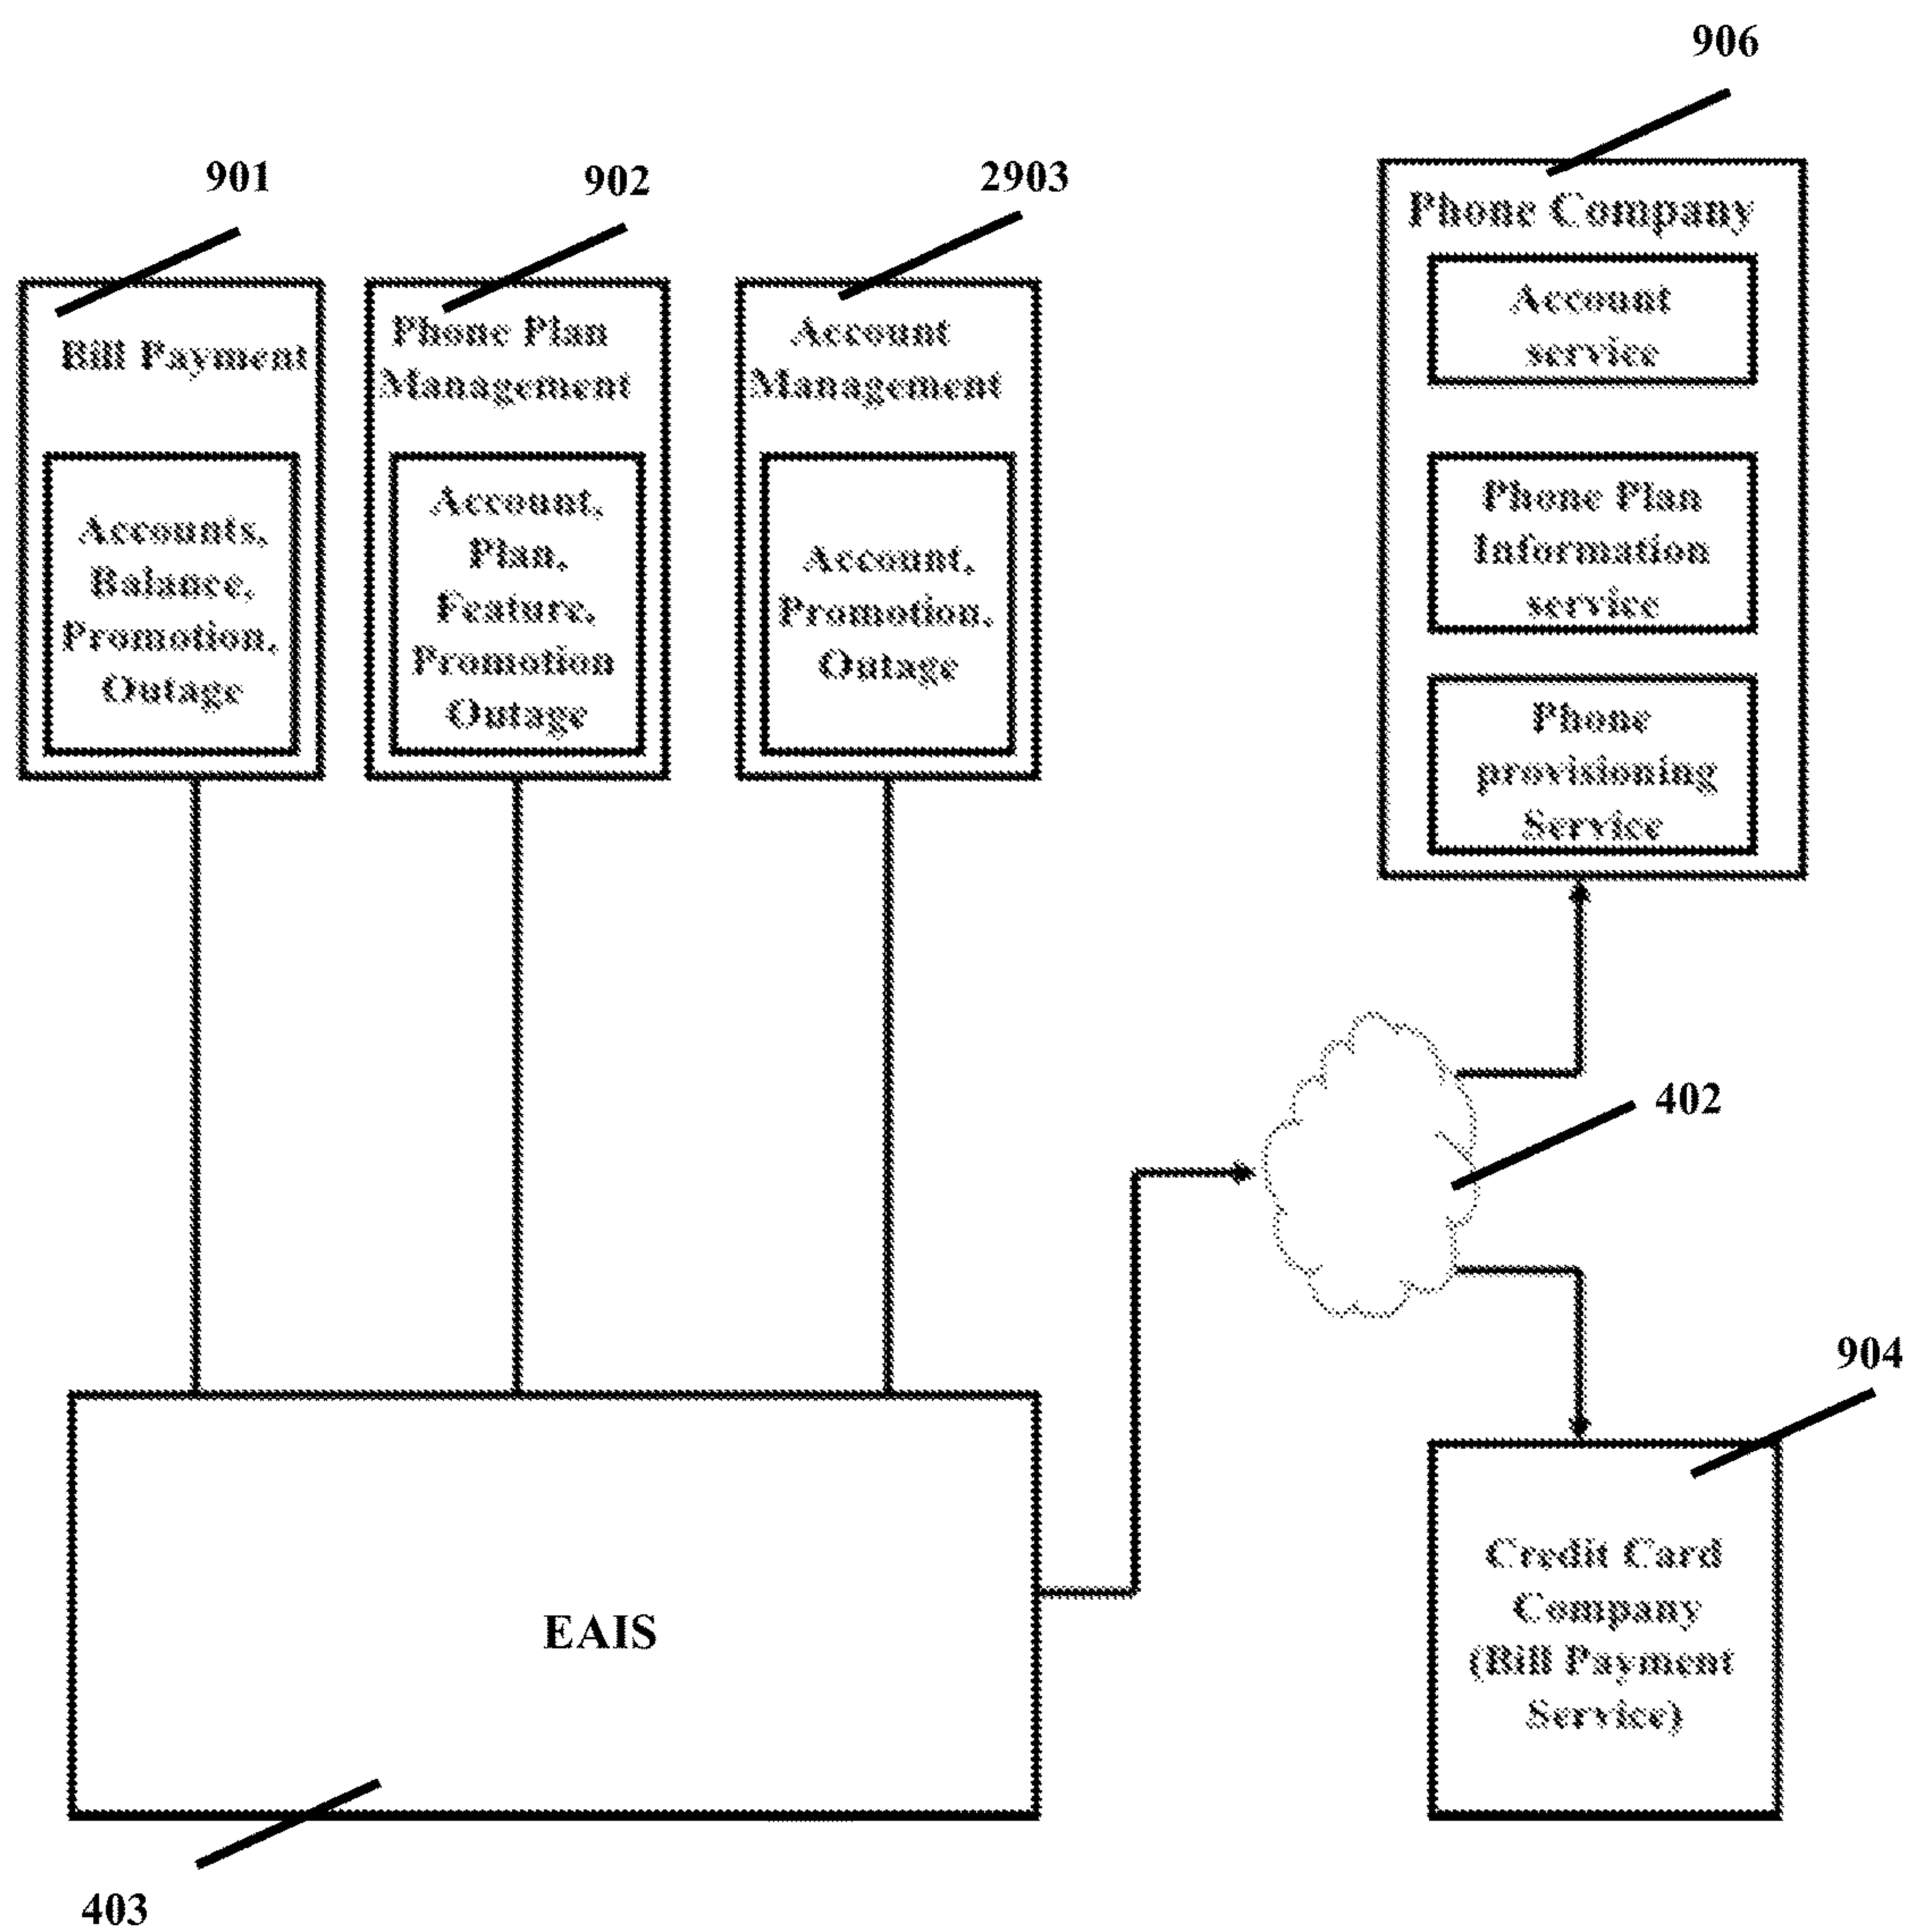 906
901
902
2903
Phone Company
Account
service
Phone Plan
Information
service
Phone
provisioning
Service
Bill Payment
Accounts,
Balance,
Promotion,
Outage
Phone Plan
Management
Account,
Plan,
Feature,
Promotion
Outage
Account
Management
Account,
Promotion,
Outage
402
904
Credit Card
Company
(Bill Payment
Service)
EAIS
403